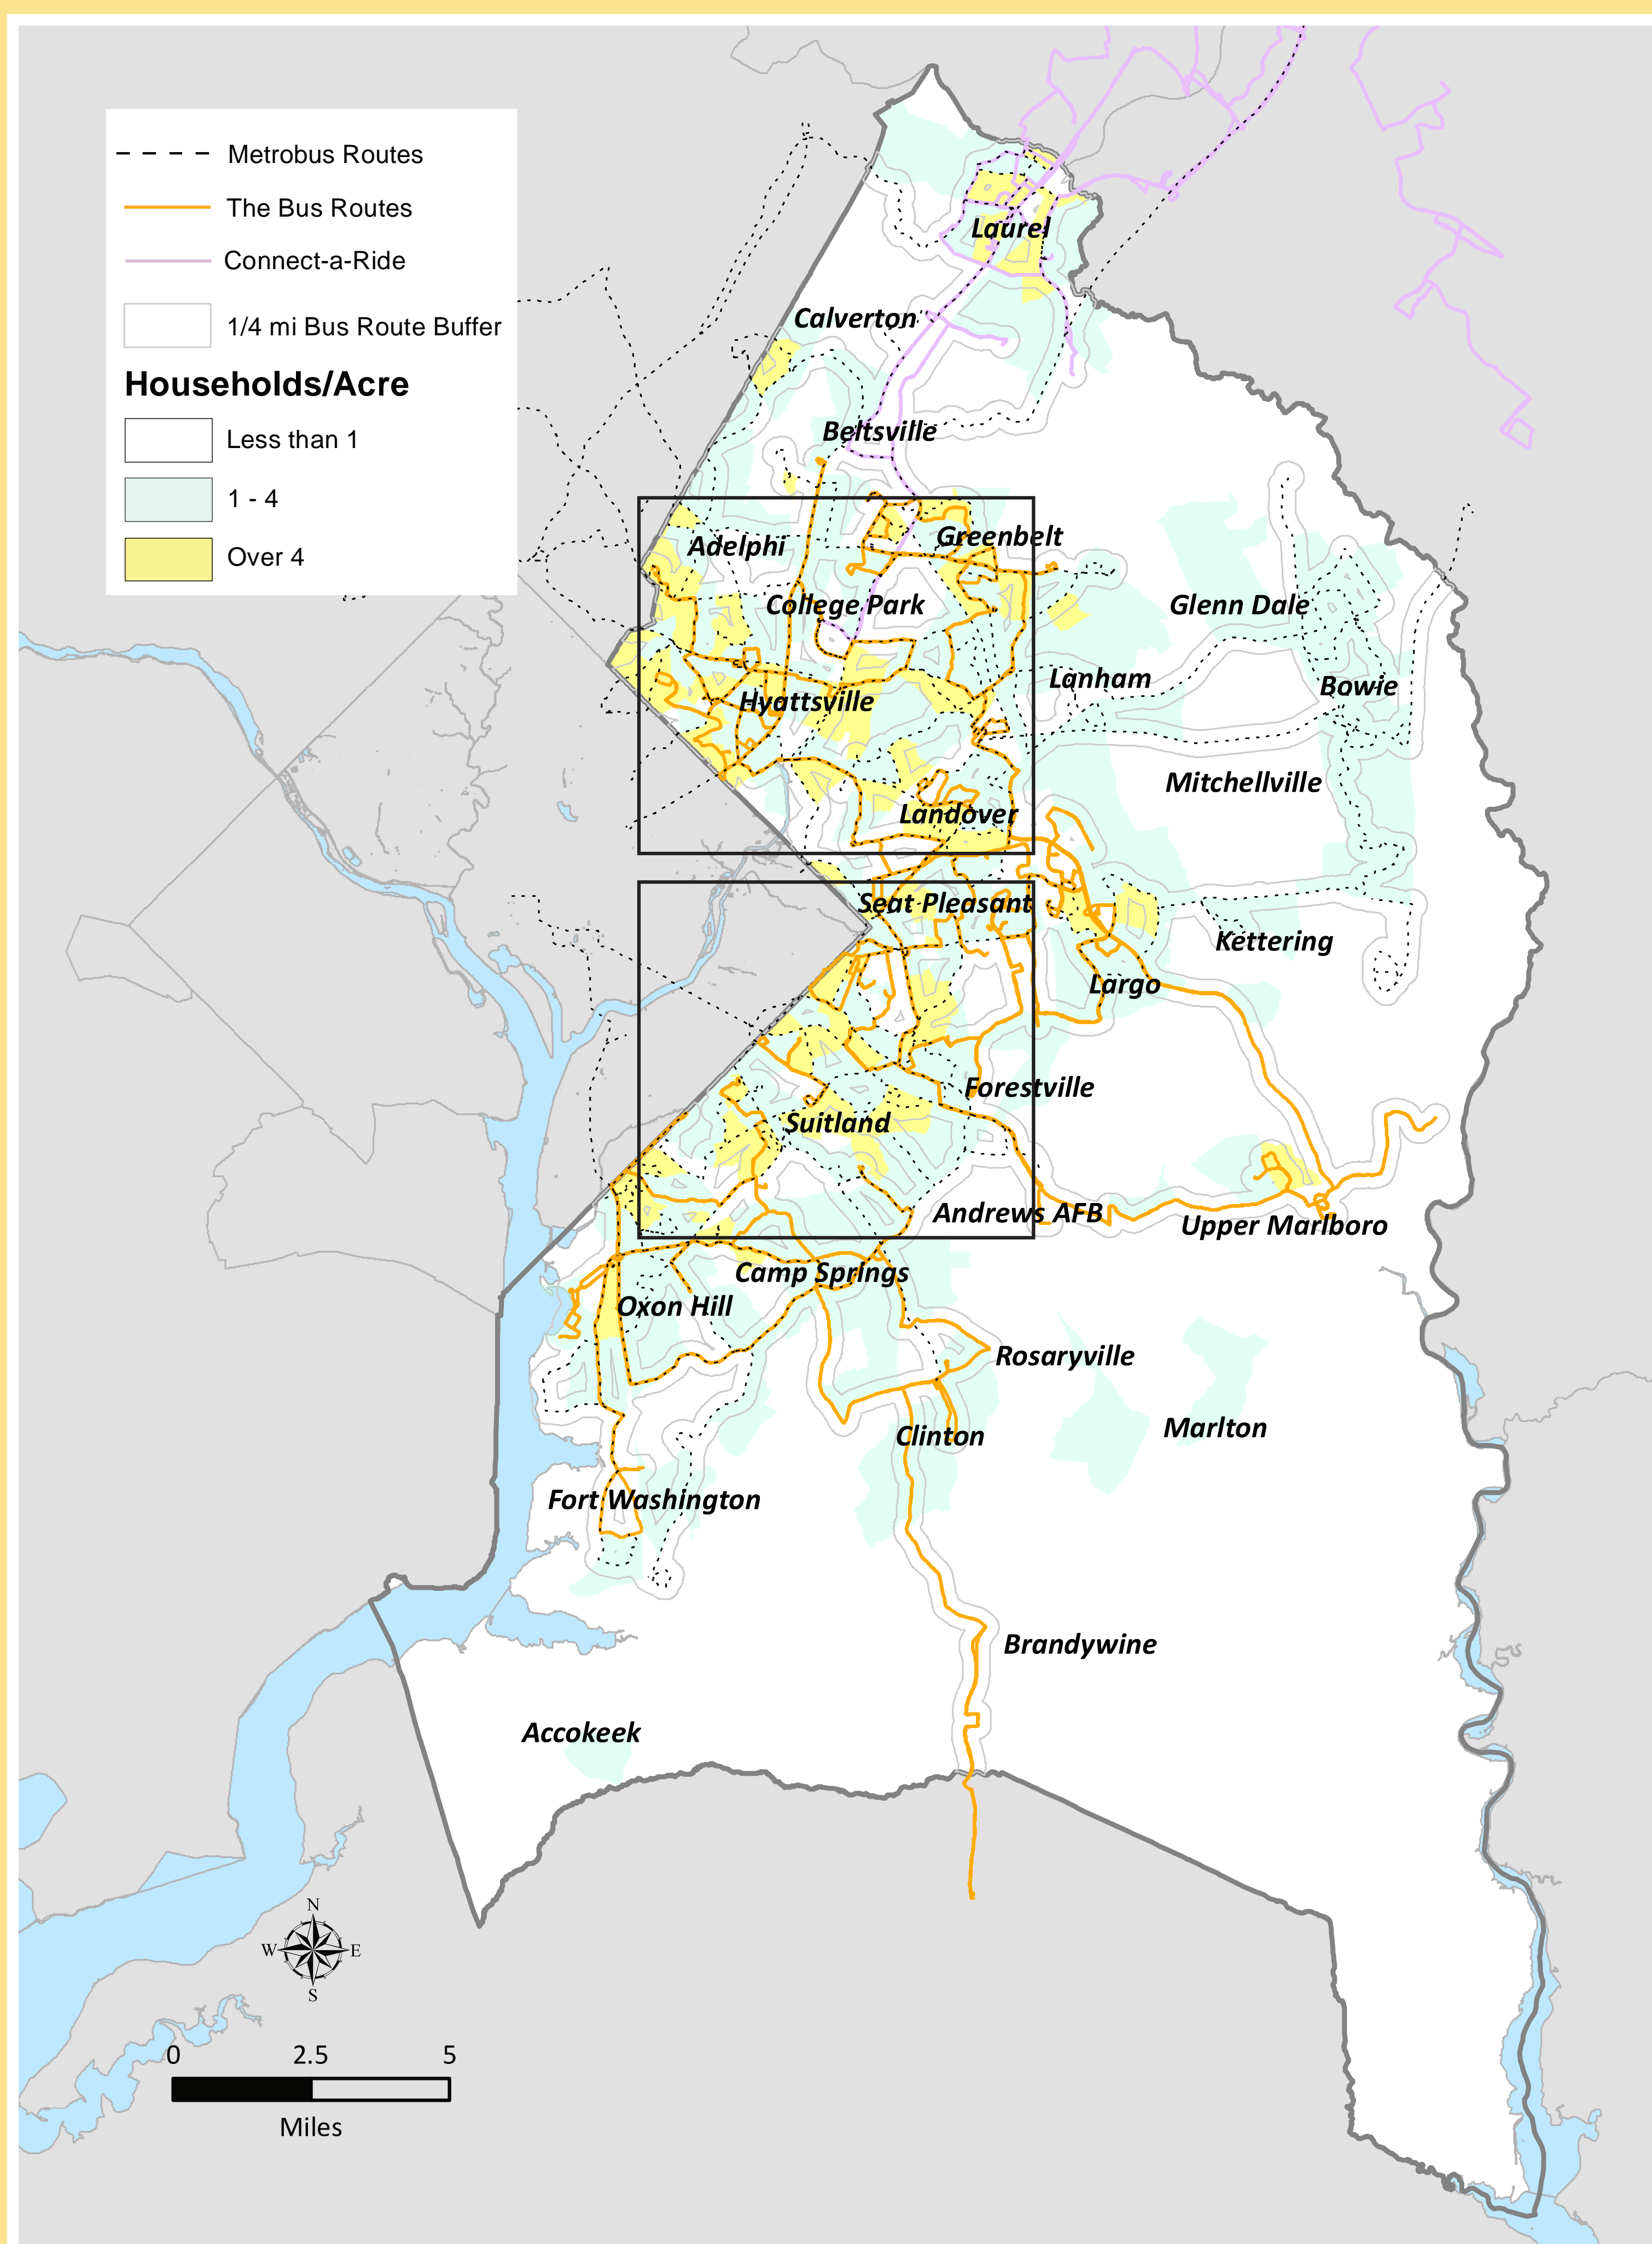 Metrobus Routes
The Bus Routes
Connect-a-Ride
1/4 mi Bus Route Buffer
Households/Acre
Less than 1
1 - 4
Over 4
Laurel
Calverton
Beltsville
Greenbelt
Adelphi
College Park
Glenn Dale
Lanham
Bowie
Hyattsville
Mitchellville
Landover
Seat Pleasant
Kettering
Largo
Forestville
Suitland
Andrews AFB
Upper Marlboro
Camp Springs
Oxon Hill
Rosaryville
Marlton
Clinton
Fort Washington
Brandywine
Accokeek
N
W E
S
0 2.5 5
Miles